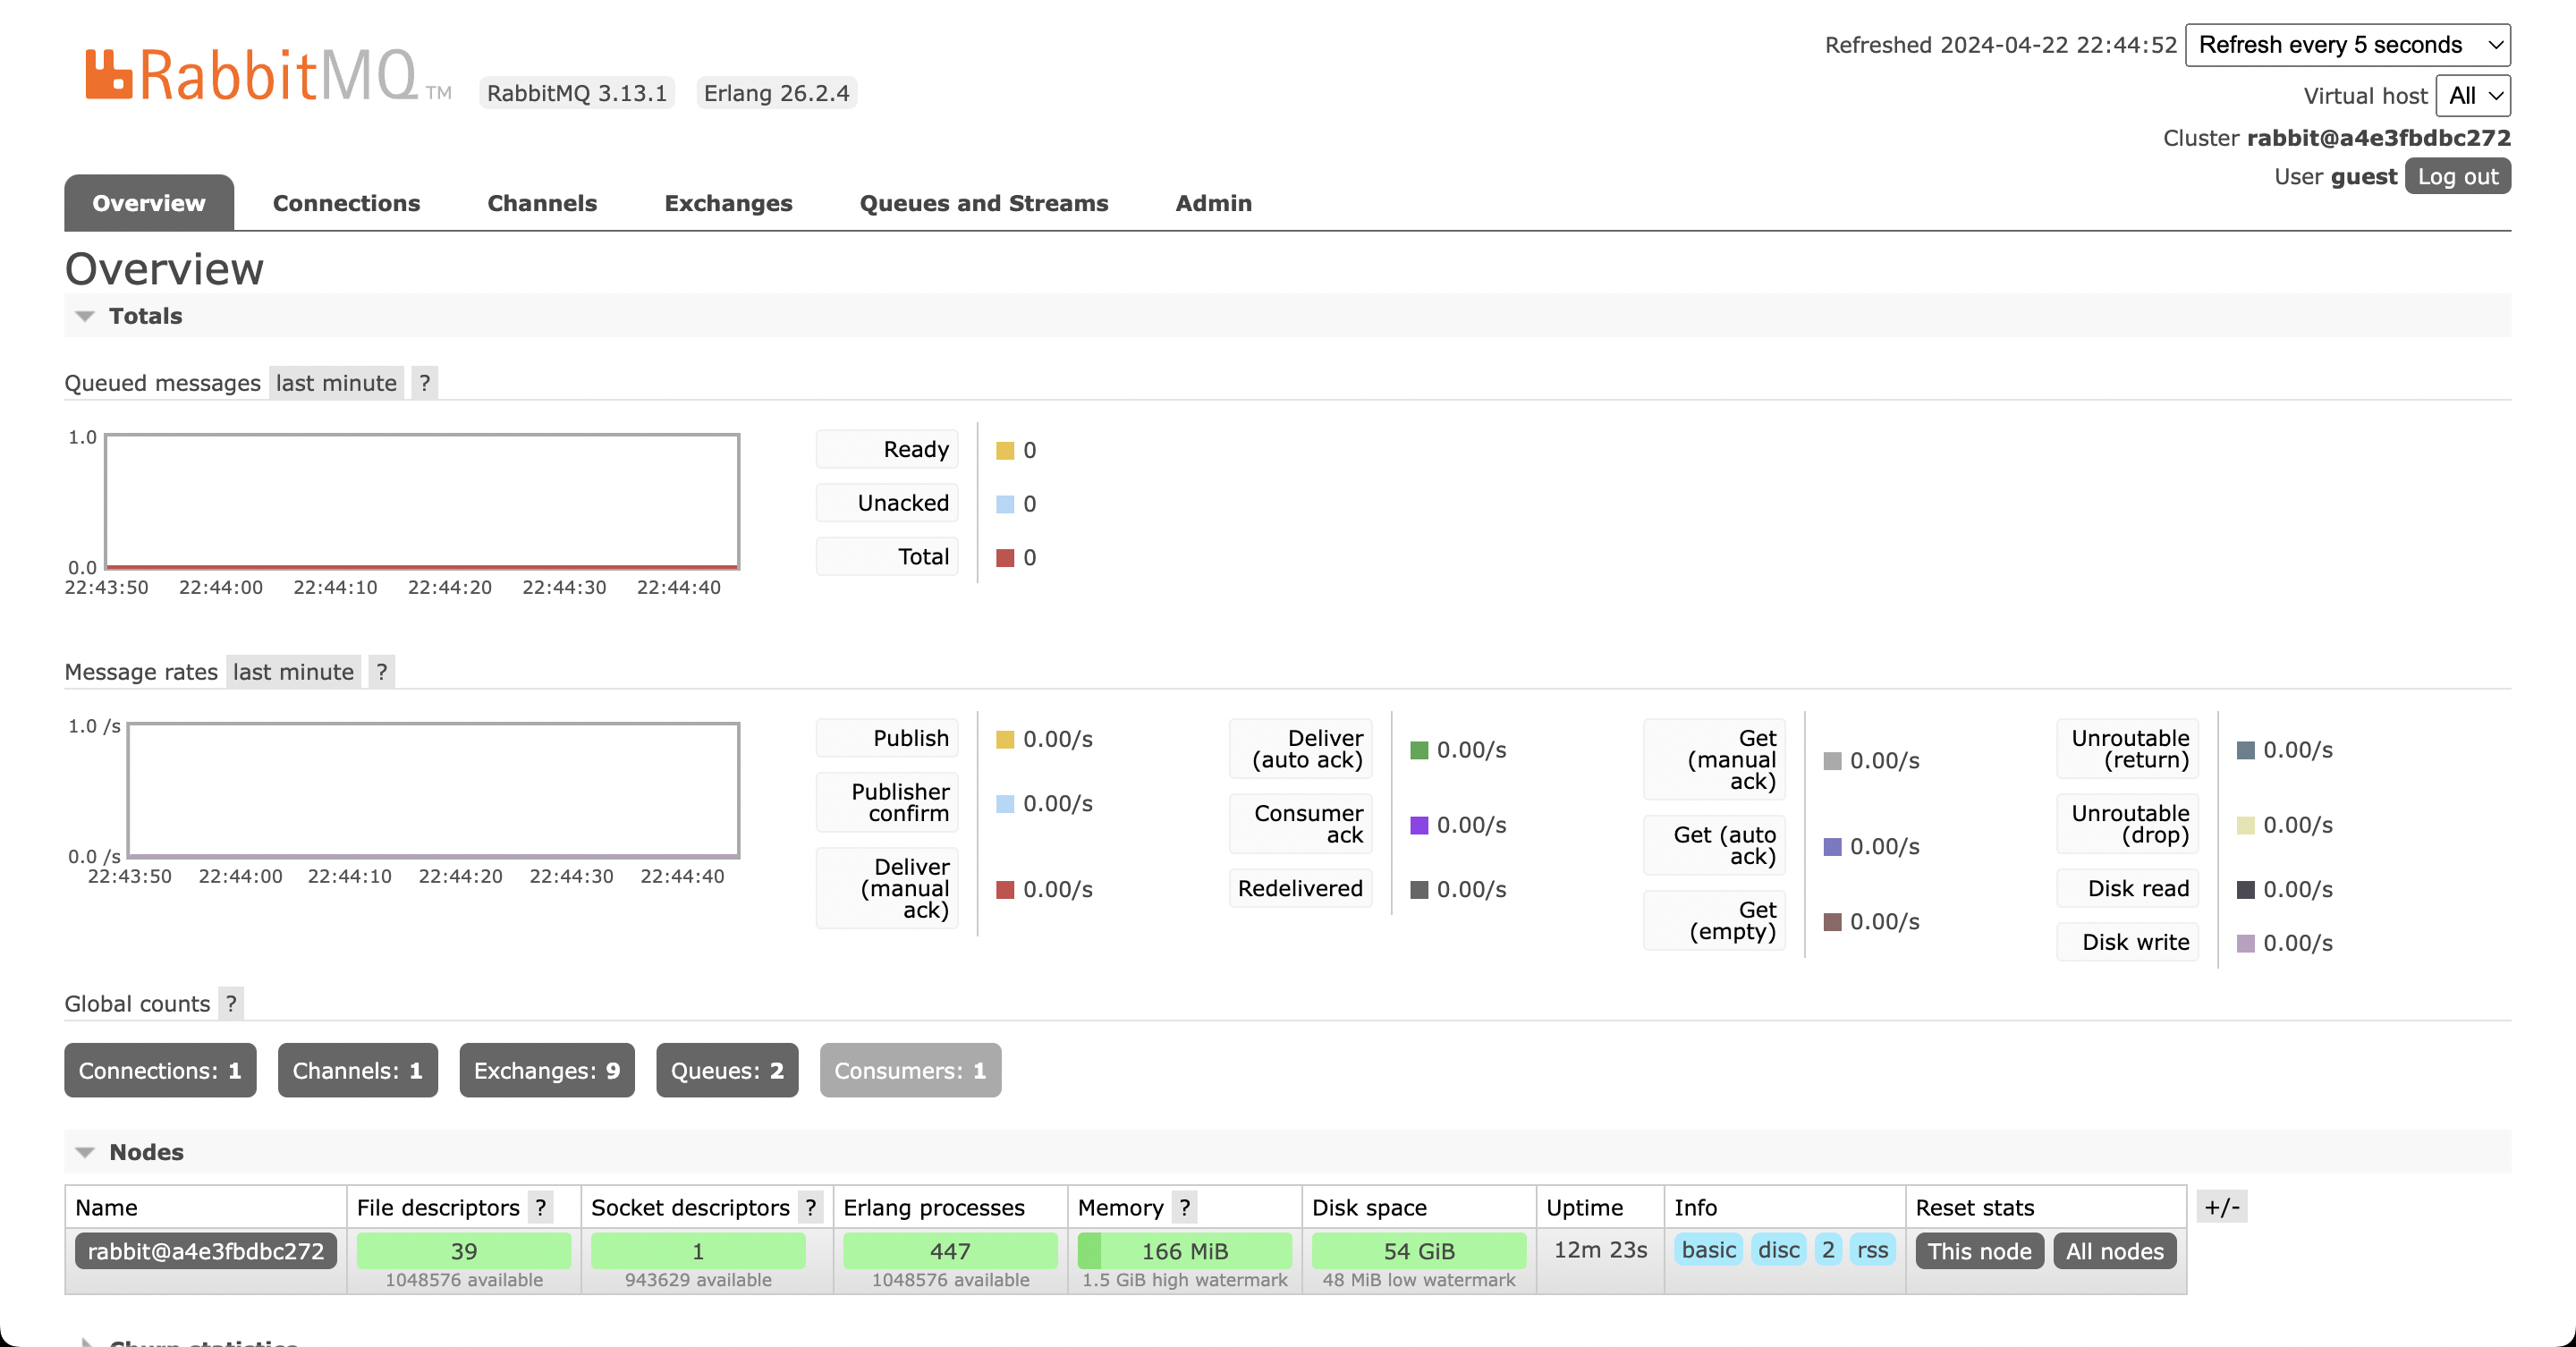 RabbitMQ TM
RabbitMQ 3.13.1 Erlang 26.2.4
Refreshed 2024-04-22 22:44:52 Refresh every 5 seconds
Virtual host All
Cluster rabbit@a4e3fbdbc272
User guest Log out
Overview Connections Channels Exchanges Queues and Streams Admin
Overview
Totals
Queued messages last minute ?
1.0
0.0
22:43:50 22:44:00 22:44:10 22:44:20 22:44:30 22:44:40
Ready 0
Unacked 0
Total 0
Message rates last minute ?
1.0 /s
0.0 /s
22:43:50 22:44:00 22:44:10 22:44:20 22:44:30 22:44:40
Publish 0.00/s
Publisher
confirm 0.00/s
Deliver
(manual
ack) 0.00/s
Deliver
(auto ack) 0.00/s
Consumer
ack 0.00/s
Redelivered 0.00/s
Get
(manual
ack) 0.00/s
Get (auto
ack) 0.00/s
Get
(empty) 0.00/s
Unroutable
(return) 0.00/s
Unroutable
(drop) 0.00/s
Disk read 0.00/s
Disk write 0.00/s
Global counts ?
Connections: 1 Channels: 1 Exchanges: 9 Queues: 2 Consumers: 1
Nodes
Name File descriptors ? Socket descriptors ? Erlang processes Memory ? Disk space Uptime Info Reset stats +/-
rabbit@a4e3fbdbc272 39 1 447 166 MiB 54 GiB 12m 23s basic disc 2 rss This node All nodes
1048576 available 943629 available 1048576 available 1.5 GiB high watermark 48 MiB low watermark
Churn statistics